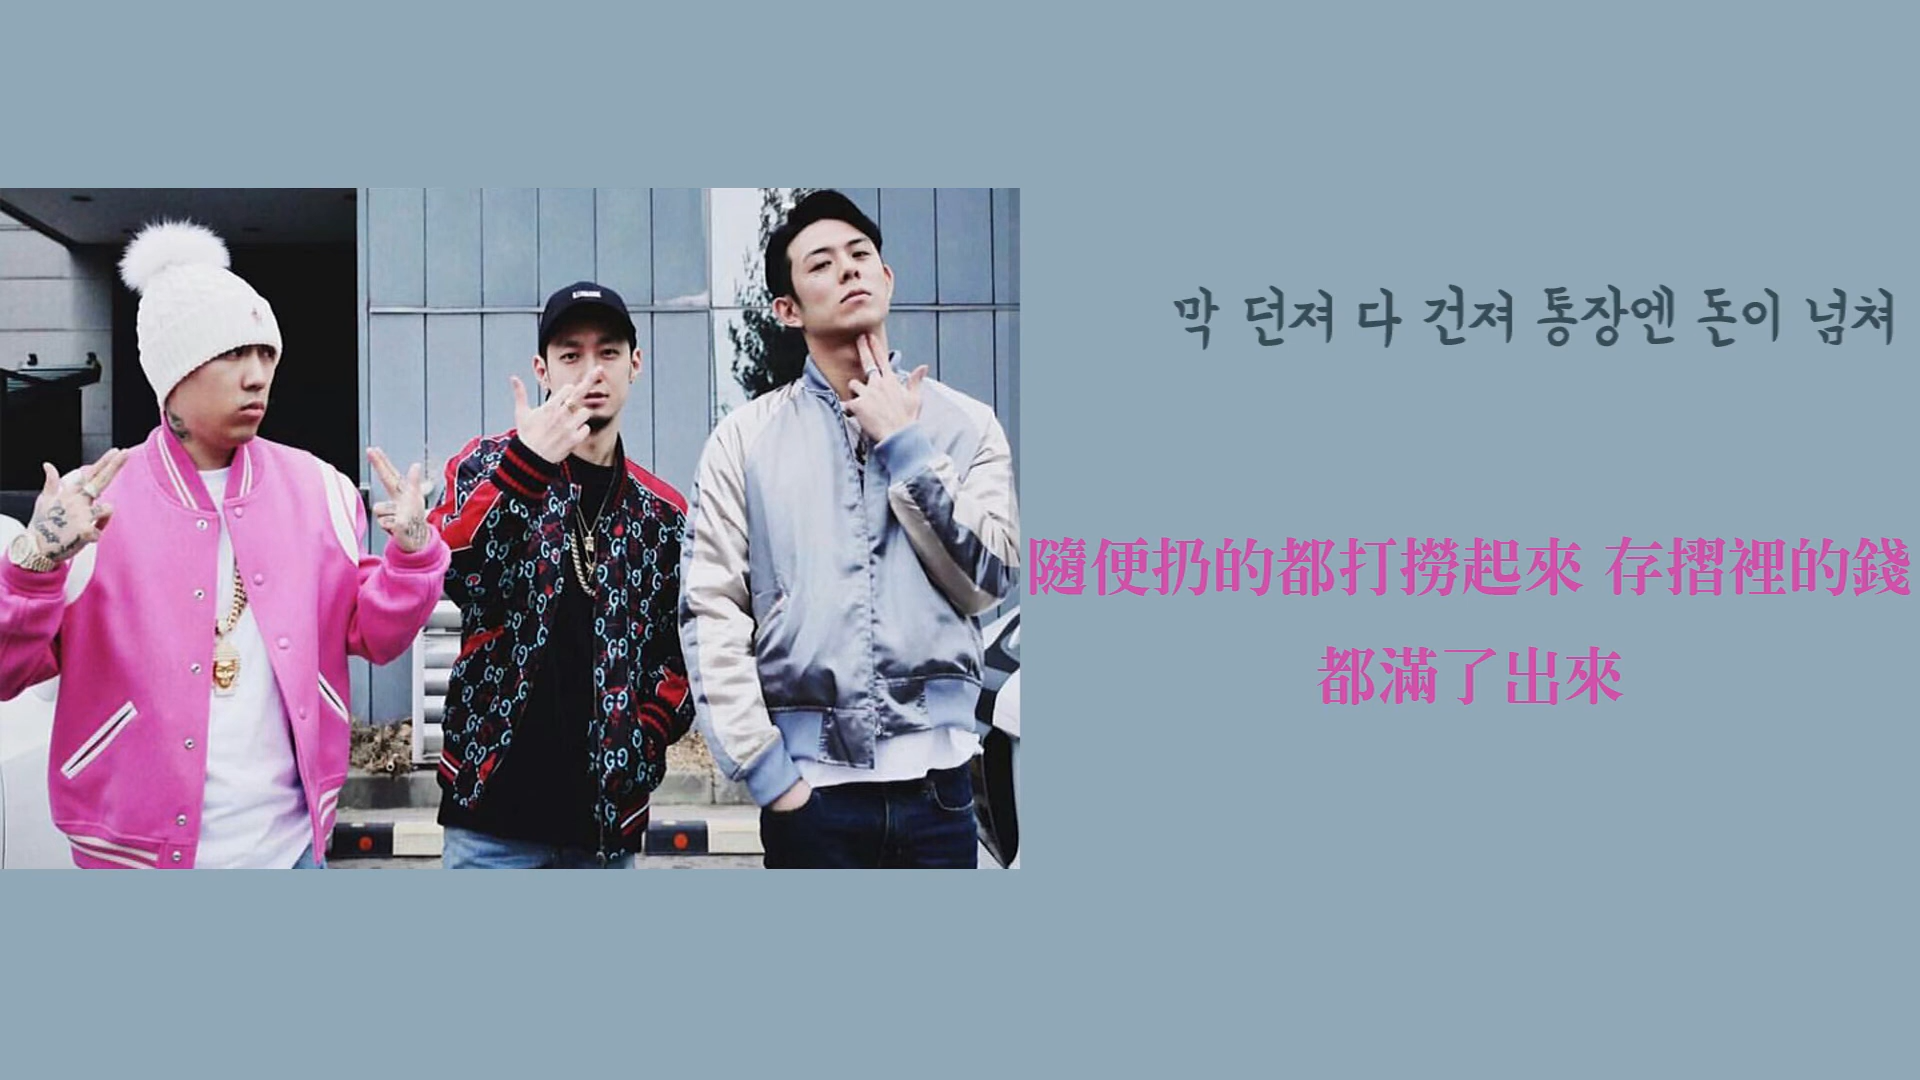 막 던져 다 건져 통장엔 돈이 넘쳐
隨便扔的都打撈起來 存摺裡的錢
都滿了出來